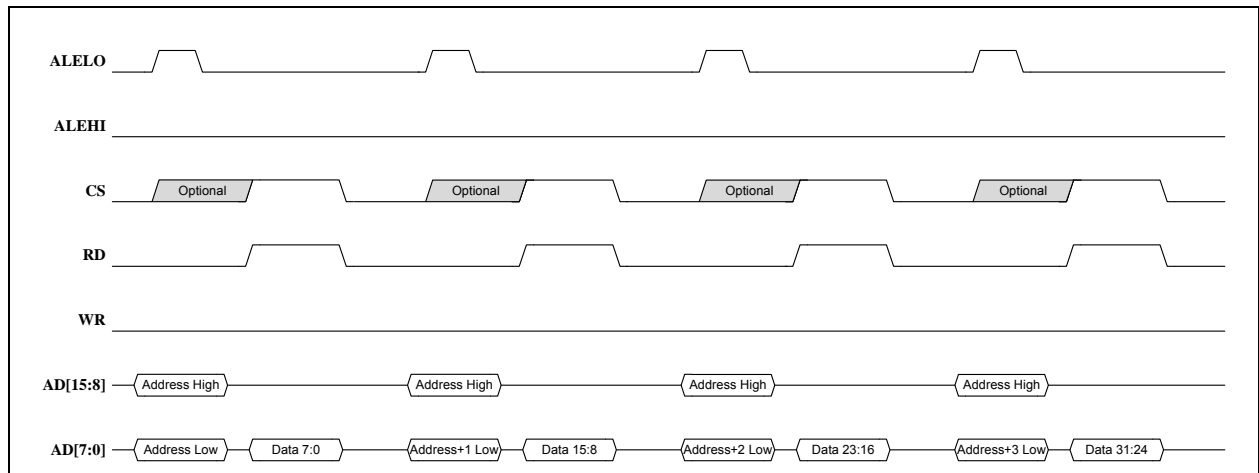 ALELO
ALEHI
CS Optional Optional Optional Optional
RD
WR
AD[15:8] Address High Address High Address High Address High
AD[7:0] Address Low Data 7:0 Address+1 Low Data 15:8 Address+2 Low Data 23:16 Address+3 Low Data 31:24